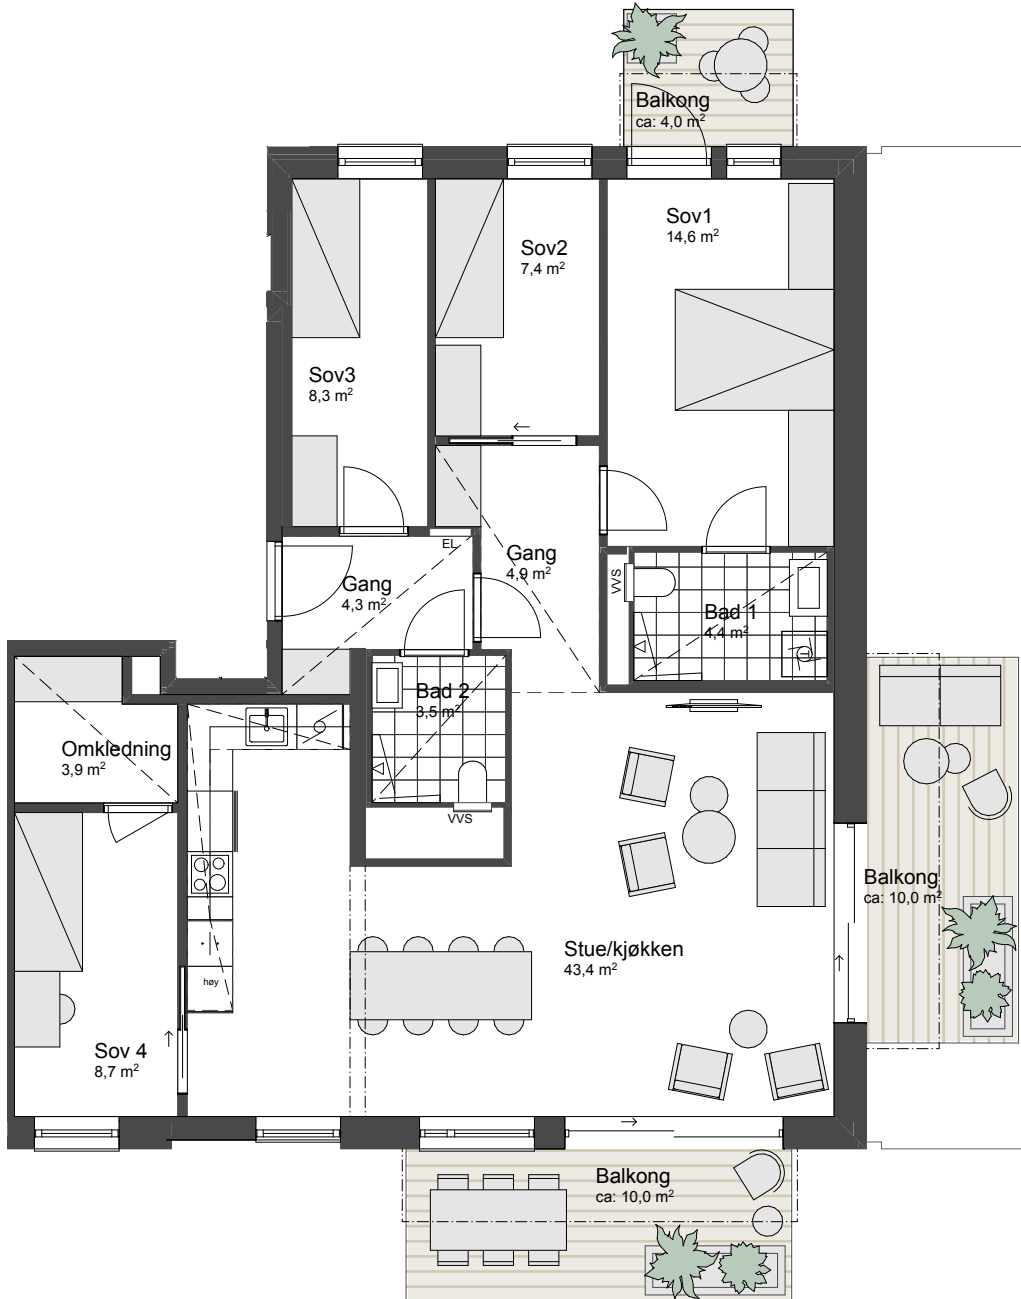 Balkong
ca: 4,0 m²
Sov1
14,6 m²
Sov2
7,4 m²
Sov3
8,3 m²
EL
Gang
4,9 m²
Gang
4,3 m²
VVS
Bad 1
4,4 m²
Bad 2
3,5 m²
Omkledning
3,9 m²
VVS
Balkong
ca: 10,0 m²
Stue/kjøkken
43,4 m²
høy
Sov 4
8,7 m²
Balkong
ca: 10,0 m²